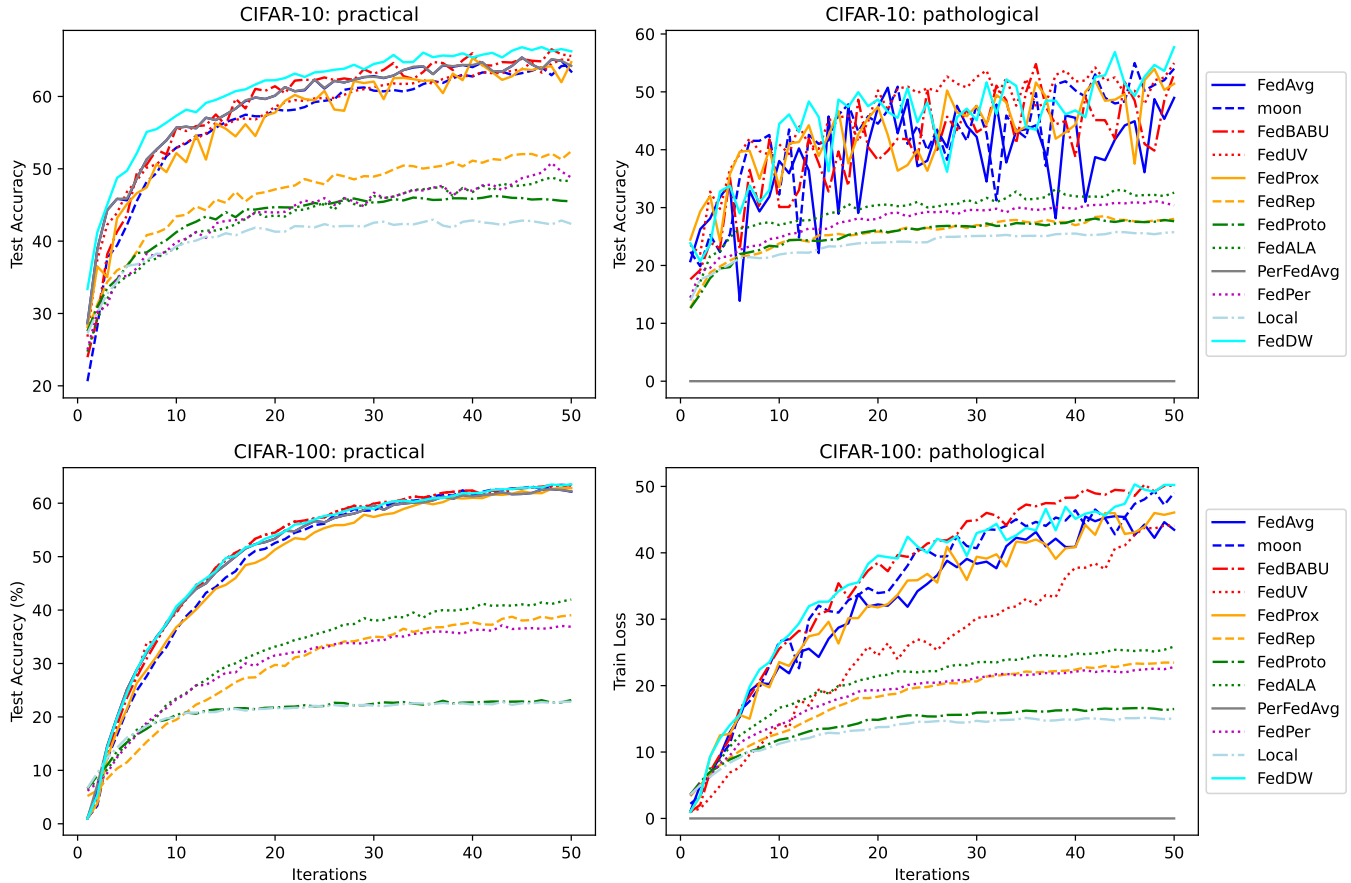 CIFAR-10: practical
Test Accuracy
60
50
40
30
20
0 10 20 30 40 50
CIFAR-10: pathological
Test Accuracy
60
50
40
30
20
10
0
0 10 20 30 40 50
FedAvg
moon
FedBABU
FedUV
FedProx
FedRep
FedProto
FedALA
PerFedAvg
FedPer
Local
FedDW
CIFAR-100: practical
Test Accuracy (%)
60
50
40
30
20
10
0
0 10 20 30 40 50
Iterations
CIFAR-100: pathological
Train Loss
50
40
30
20
10
0
0 10 20 30 40 50
Iterations
FedAvg
moon
FedBABU
FedUV
FedProx
FedRep
FedProto
FedALA
PerFedAvg
FedPer
Local
FedDW